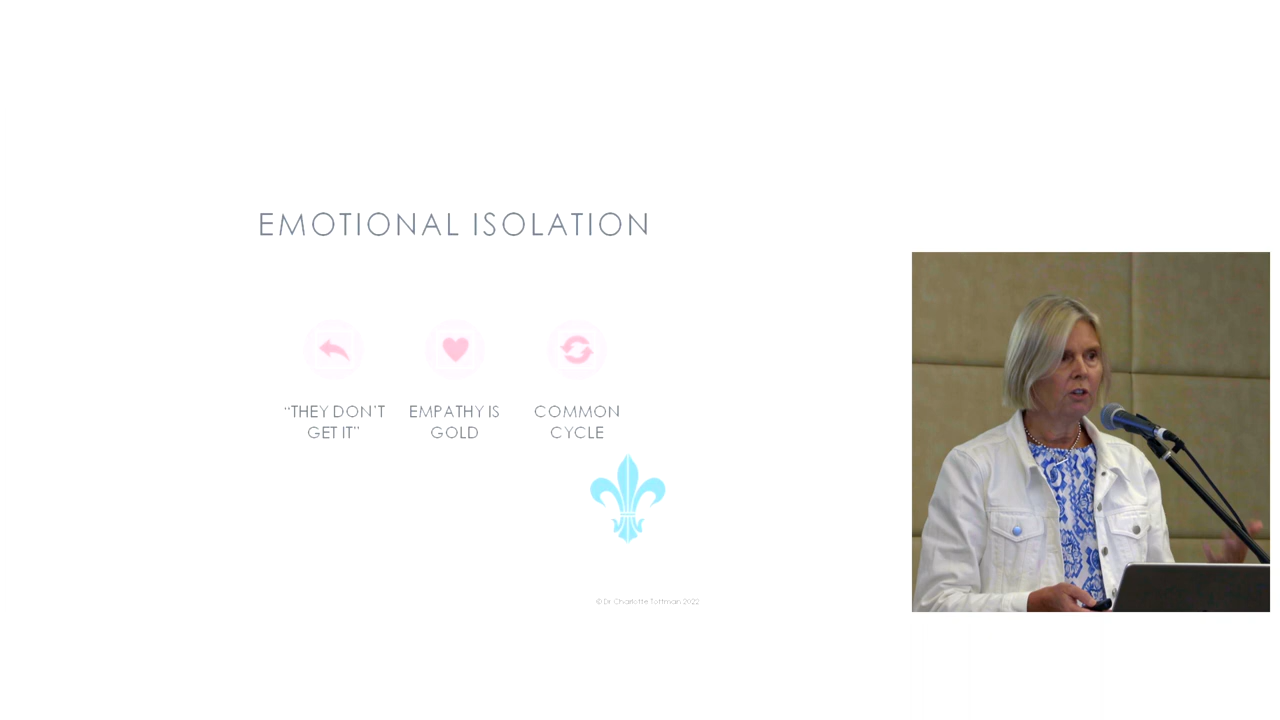 EMOTIONAL ISOLATION
“THEY DON’T
GET IT”
EMPATHY IS
GOLD
COMMON
CYCLE
© Dr Charlotte Tottman 2022